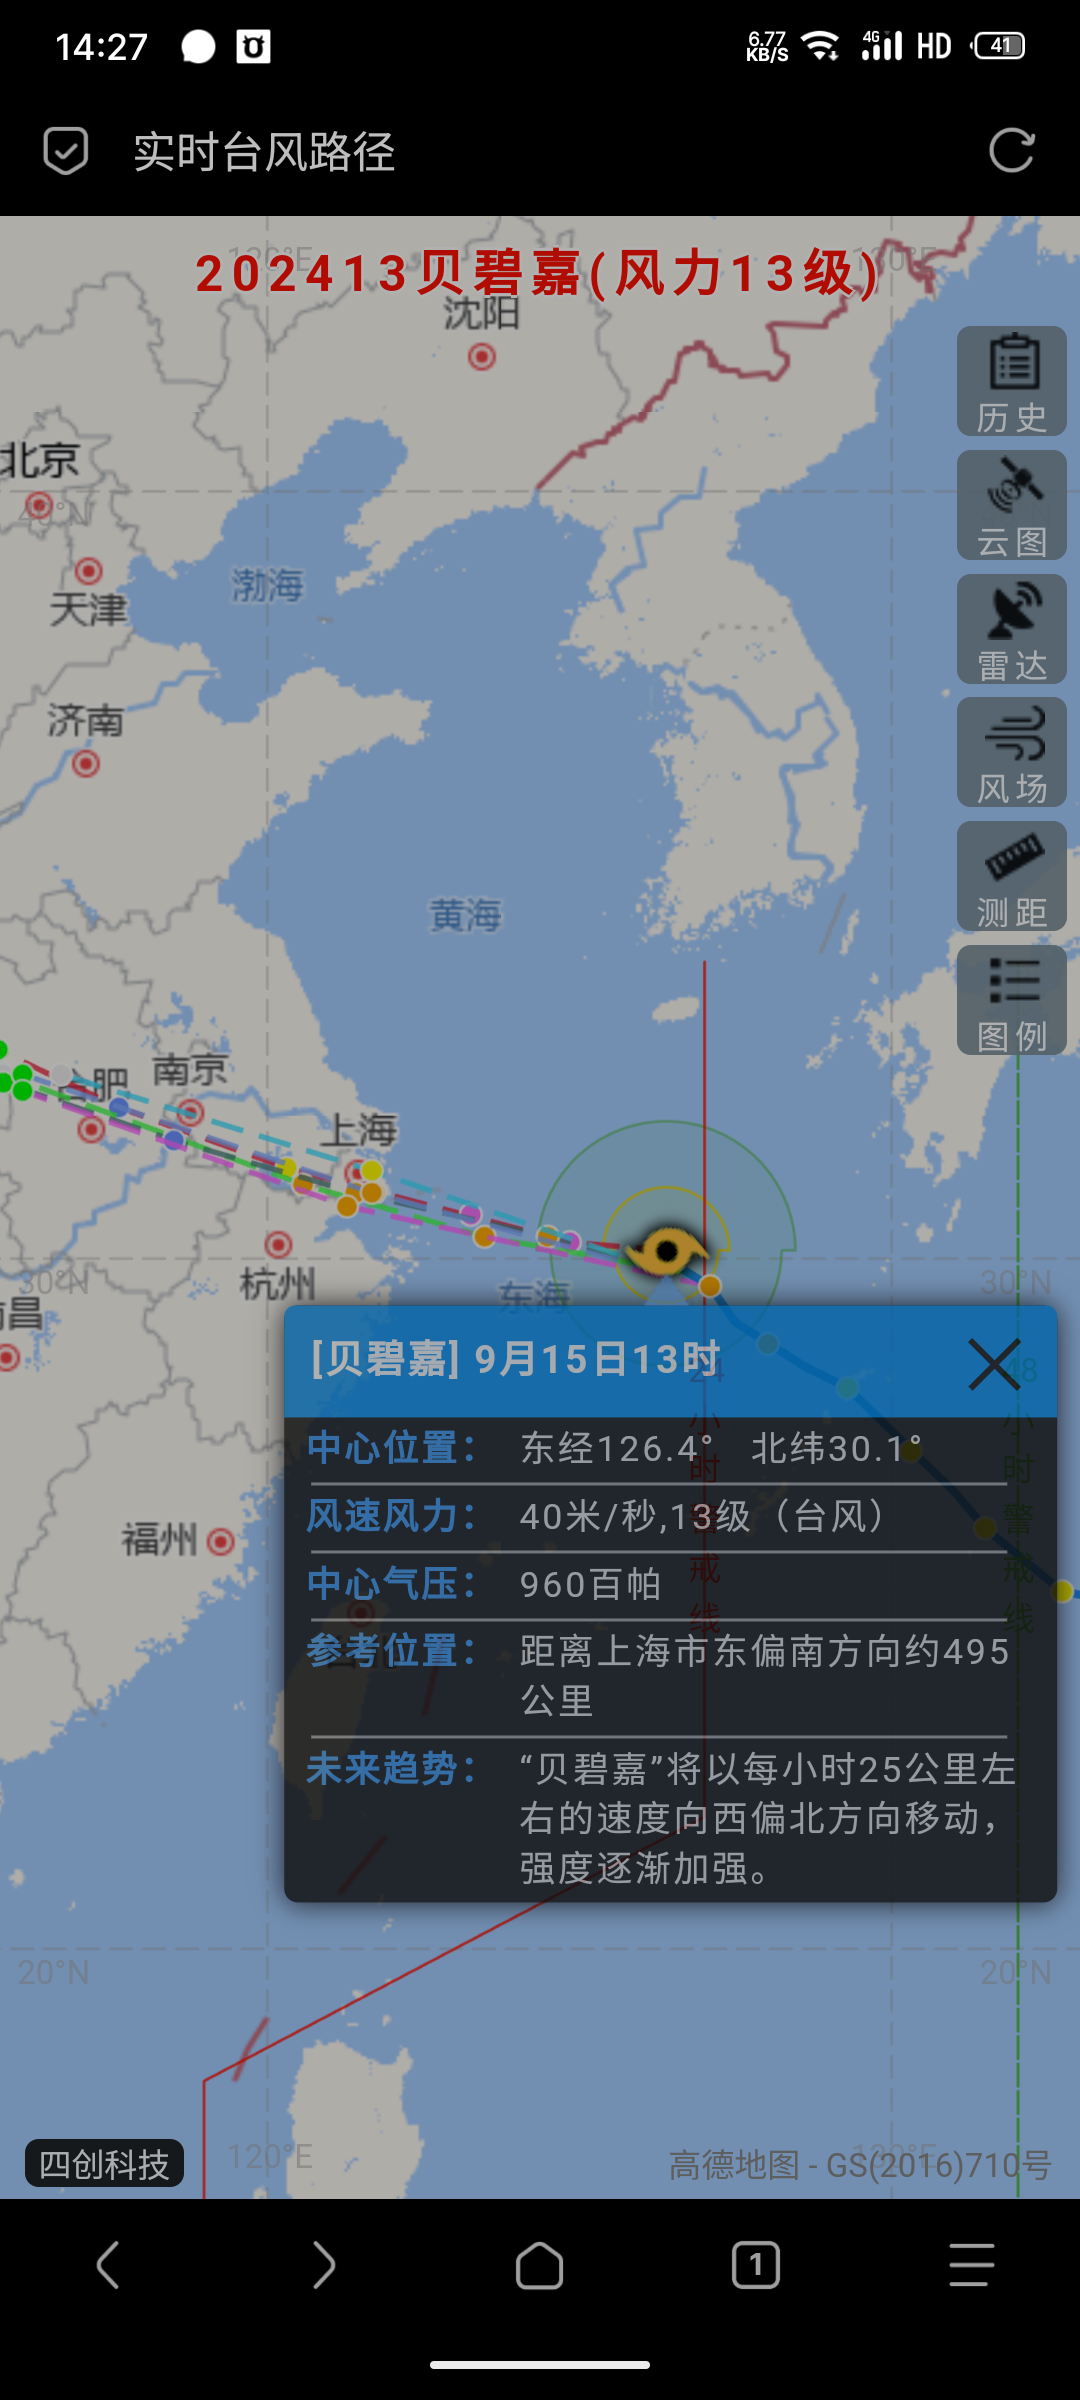 14:27
6.77 KB/S 4G HD 41
实时台风路径
120°E 130°E
202413贝碧嘉(风力13级)
沈阳
历史
北京
40°N
云图
渤海
天津
雷达
济南
风场
黄海
测距
图例
南京
合肥
上海
30°N 杭州 东海 30°N
昌
[贝碧嘉] 9月15日13时
24小时警戒线
48小时警戒线
中心位置： 东经126.4° 北纬30.1°
风速风力： 40米/秒,13级（台风）
福州
中心气压： 960百帕
参考位置： 距离上海市东偏南方向约495
公里
未来趋势： “贝碧嘉”将以每小时25公里左
右的速度向西偏北方向移动，
强度逐渐加强。
20°N 20°N
四创科技 120°E 130°E 高德地图 - GS(2016)710号
1